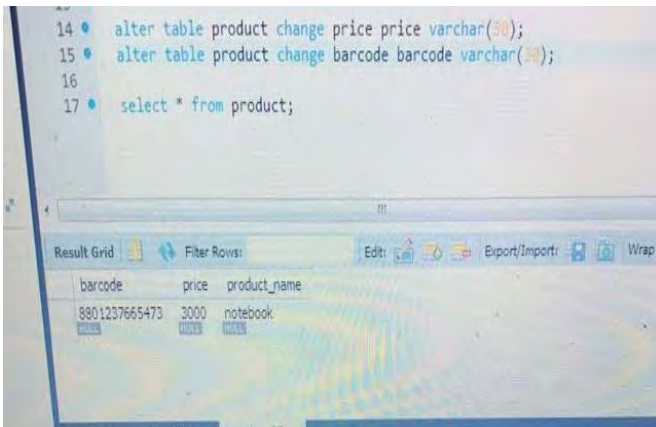 14 alter table product change price price varchar(30);
15 alter table product change barcode barcode varchar(30);
16
17 select * from product;
Result Grid Filter Rows: Edit: Export/Import: Wrap
barcode price product_name
8801237665473 3000 notebook
NULL NULL NULL